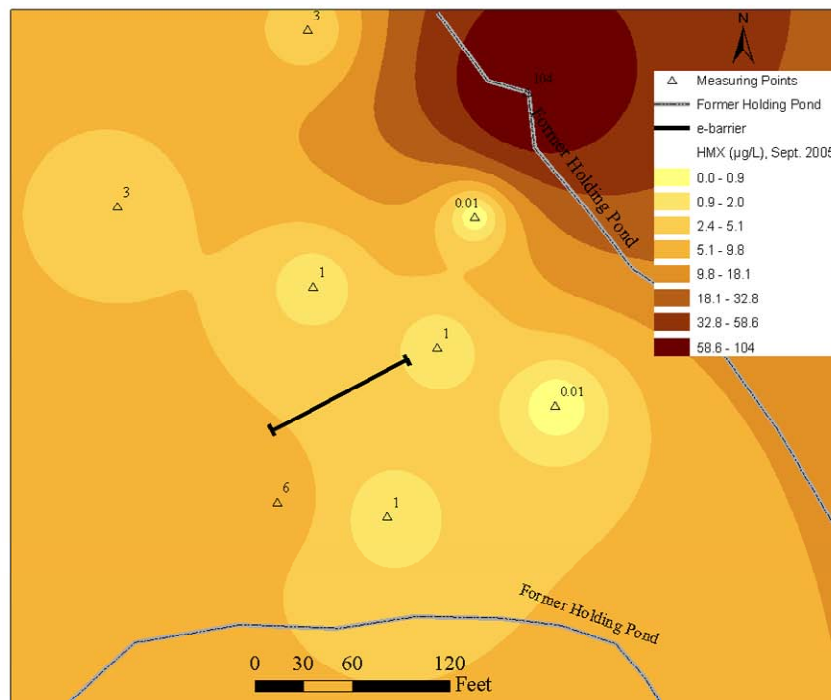 3
N
104
Measuring Points
Former Holding Pond
e-barrier
HMX (µg/L), Sept. 2005
0.0 - 0.9
0.9 - 2.0
2.4 - 5.1
5.1 - 9.8
9.8 - 18.1
18.1 - 32.8
32.8 - 58.6
58.6 - 104
Former Holding Pond
3
0.01
1
1
0.01
6
1
Former Holding Pond
0 30 60 120
Feet